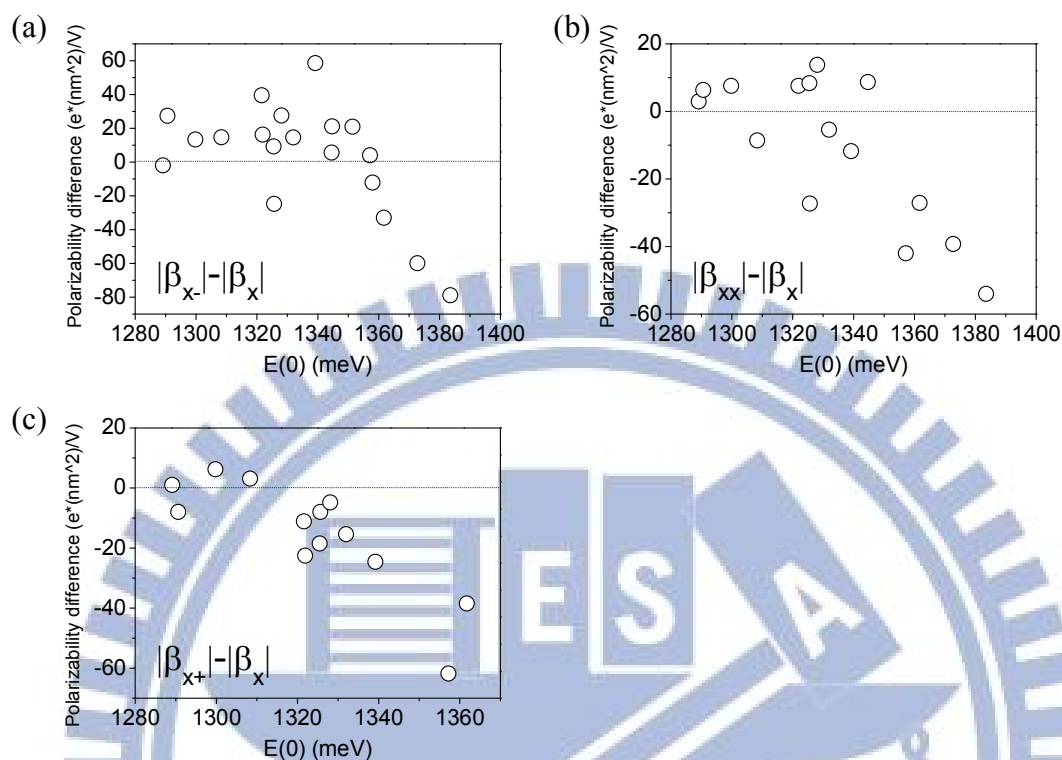 (a)
60
40
20
0
-20
-40
-60
-80
Polarizability difference (e*(nm^2)/V)
|βx-|-|βx|
1280 1300 1320 1340 1360 1380 1400
E(0) (meV)
(b)
20
0
-20
-40
-60
Polarizability difference (e*(nm^2)/V)
|βxx|-|βx|
1280 1300 1320 1340 1360 1380 1400
E(0) (meV)
(c)
20
0
-20
-40
-60
Polarizability difference (e*(nm^2)/V)
|βx+|-|βx|
1280 1300 1320 1340 1360
E(0) (meV)
E S A